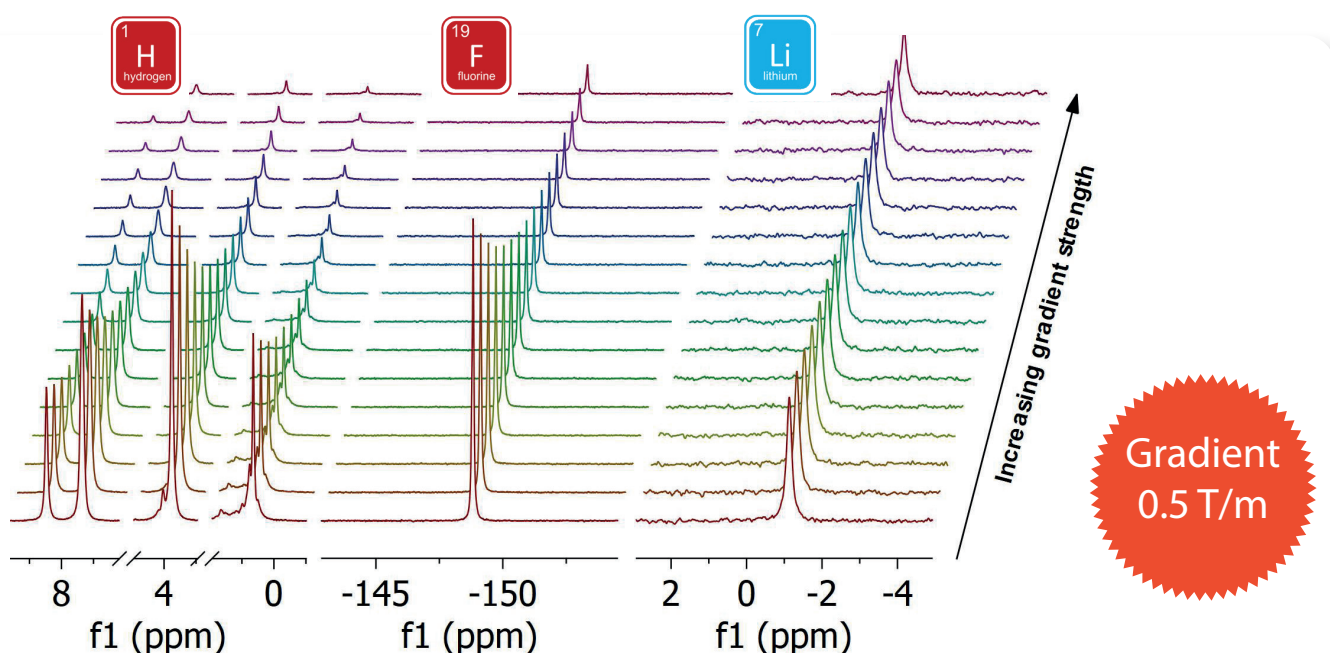 1
H
hydrogen
19
F
fluorine
7
Li
lithium
Increasing gradient strength
Gradient
0.5 T/m
8 4 0 -145 -150 2 0 -2 -4
f1 (ppm) f1 (ppm) f1 (ppm)